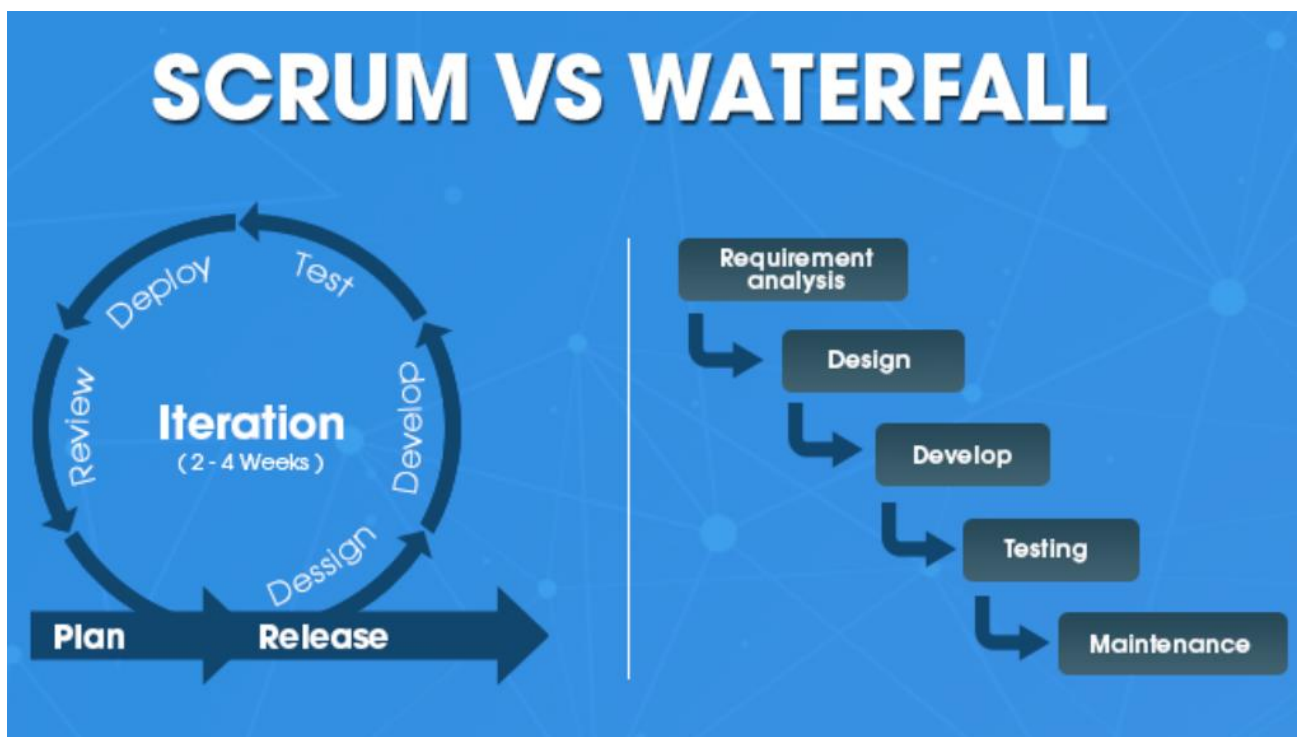 SCRUM VS WATERFALL
Deploy
Test
Review
Iteration
( 2 - 4 Weeks )
Develop
Dessign
Plan
Release
Requirement
analysis
Design
Develop
Testing
Maintenance